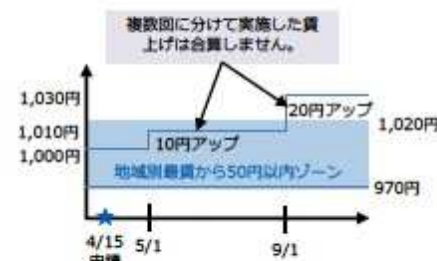 複数回に分けて実施した賃
上げは合算しません。
1,030円
20円アップ
1,020円
1,010円
10円アップ
1,000円
地域別最賃から50円以内ゾーン
970円
4/15
申請
5/1
9/1